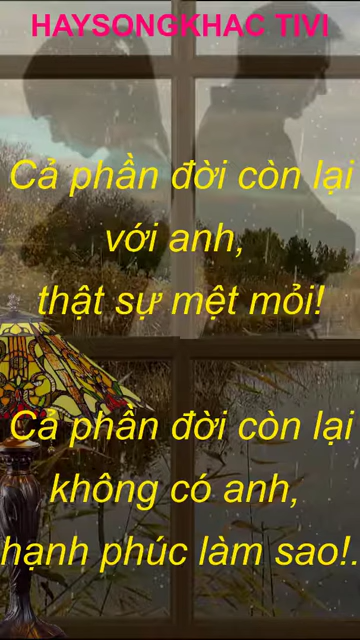 HAYSONGKHAC TIVI
Cả phần đời còn lại
với anh,
thật sự mệt mỏi!
Cả phần đời còn lại
không có anh,
hạnh phúc làm sao!.